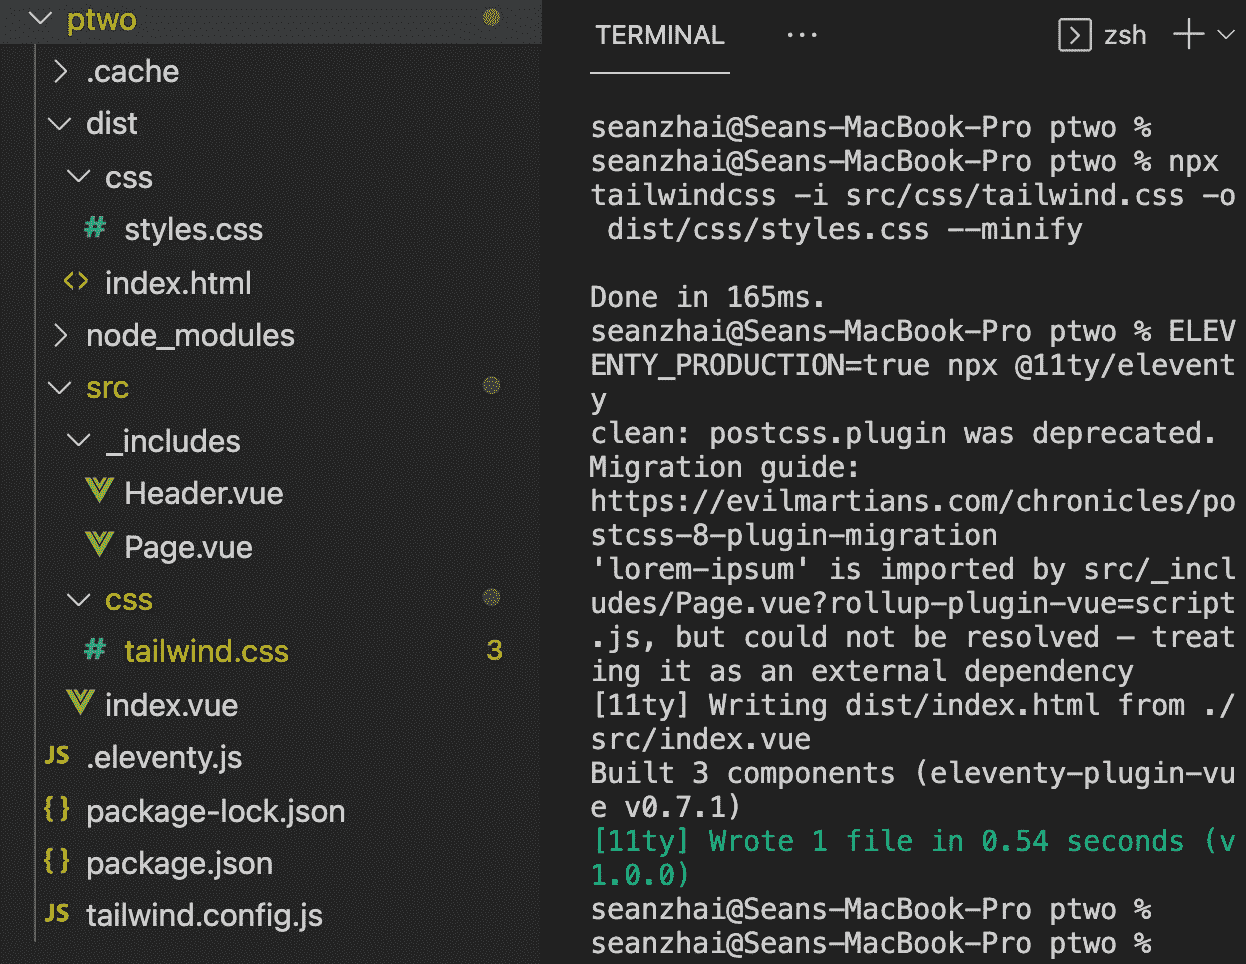 ptwo
.cache
dist
css
# styles.css
<> index.html
node_modules
src
_includes
Header.vue
Page.vue
css
# tailwind.css 3
index.vue
JS .eleventy.js
{} package-lock.json
{} package.json
JS tailwind.config.js
TERMINAL ··· zsh
seanzhai@Seans-MacBook-Pro ptwo %
seanzhai@Seans-MacBook-Pro ptwo % npx
tailwindcss -i src/css/tailwind.css -o
dist/css/styles.css --minify
Done in 165ms.
seanzhai@Seans-MacBook-Pro ptwo % ELEV
ENTY_PRODUCTION=true npx @11ty/elevent
y
clean: postcss.plugin was deprecated.
Migration guide:
https://evilmartians.com/chronicles/po
stcss-8-plugin-migration
'lorem-ipsum' is imported by src/_incl
udes/Page.vue?rollup-plugin-vue=script
.js, but could not be resolved – treat
ing it as an external dependency
[11ty] Writing dist/index.html from ./
src/index.vue
Built 3 components (eleventy-plugin-vu
e v0.7.1)
[11ty] Wrote 1 file in 0.54 seconds (v
1.0.0)
seanzhai@Seans-MacBook-Pro ptwo %
seanzhai@Seans-MacBook-Pro ptwo %